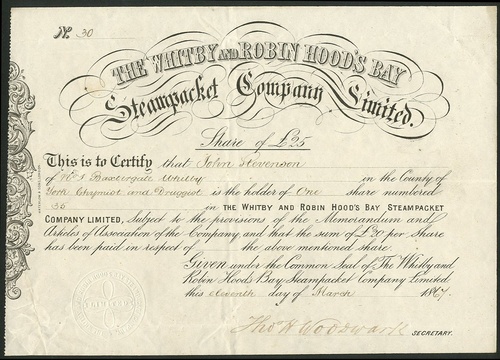 No. 30
THE WHITBY AND ROBIN HOOD'S BAY
Steampacket Company Limited.
Share of £25
This is to Certify that John Stevenson
of No 1 Baxtergate Whitby in the County of
York Chymist and Druggist is the holder of One share numbered
35 in THE WHITBY AND ROBIN HOOD'S BAY STEAMPACKET
COMPANY LIMITED, Subject to the provisions of the Memorandum and
Articles of Association of the Company, and that the sum of £20 per Share
has been paid in respect of the above mentioned share
Given under the Common Seal of The Whitby and
Robin Hood's Bay Steampacket Company Limited
this eleventh day of March 1867.
Thos H Woodwark SECRETARY.